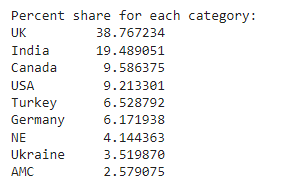 Percent share for each category:
UK 38.767234
India 19.489051
Canada 9.586375
USA 9.213301
Turkey 6.528792
Germany 6.171938
NE 4.144363
Ukraine 3.519870
AMC 2.579075